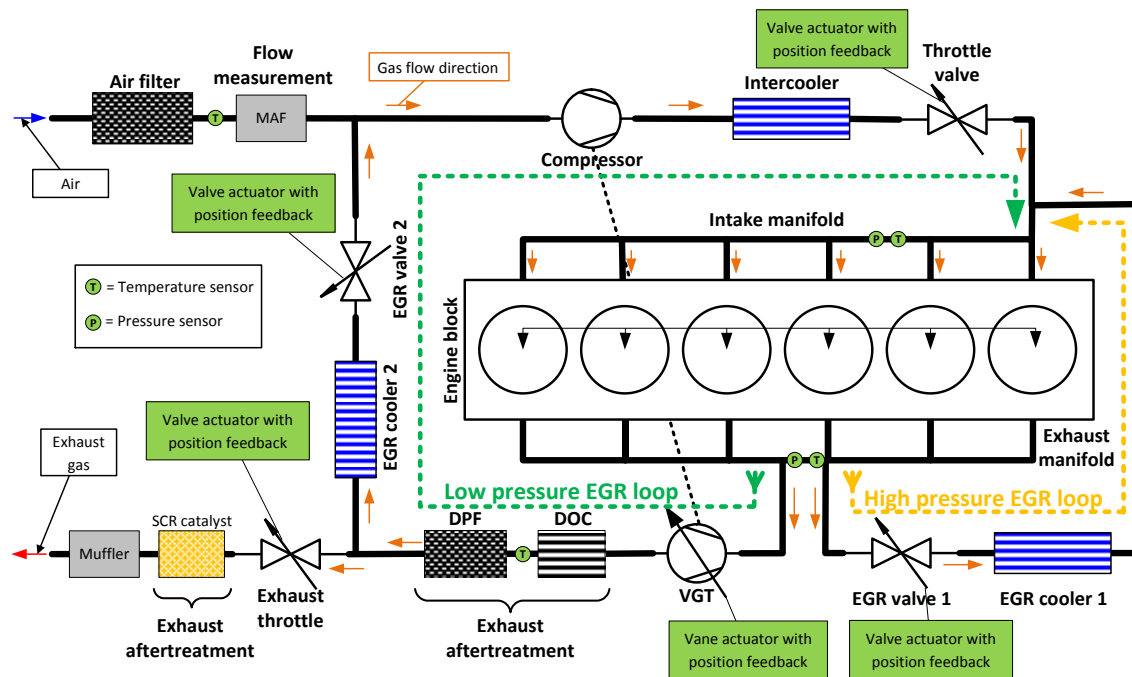 Valve actuator with
position feedback
Flow
measurement
Throttle
valve
Gas flow direction
Air filter
Intercooler
T
MAF
Compressor
Air
Valve actuator with
position feedback
Intake manifold
P
T
EGR valve 2
T
= Temperature sensor
P
= Pressure sensor
Engine block
EGR cooler 2
Valve actuator with
position feedback
Exhaust
gas
Exhaust
manifold
P
T
Low pressure EGR loop
High pressure EGR loop
SCR catalyst
DPF
DOC
Muffler
T
Exhaust
throttle
VGT
EGR valve 1
EGR cooler 1
Exhaust
aftertreatment
Exhaust
aftertreatment
Vane actuator with
position feedback
Valve actuator with
position feedback